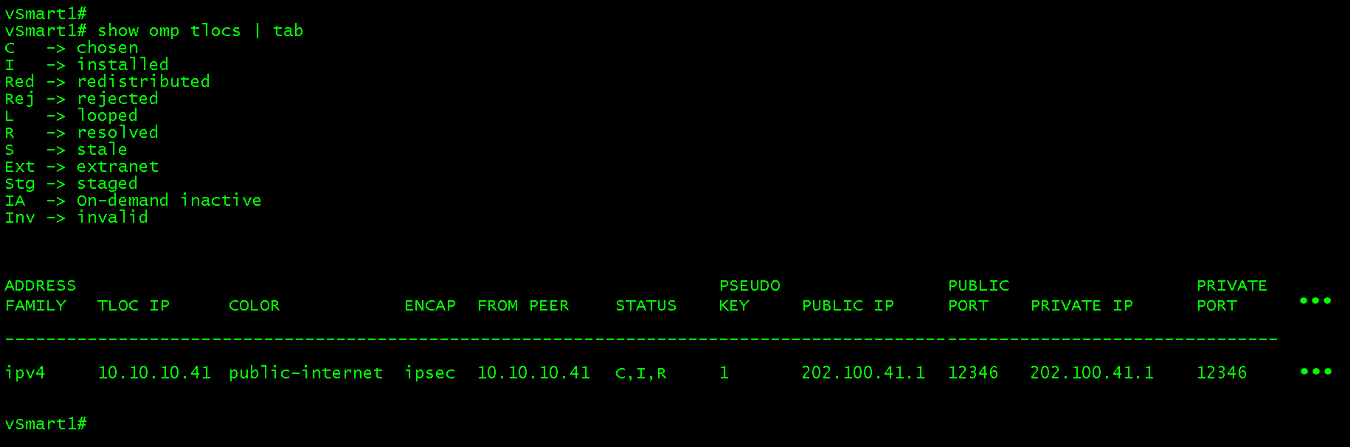 vSmart1#
vSmart1# show omp tlocs | tab
C   -> chosen
I   -> installed
Red -> redistributed
Rej -> rejected
L   -> looped
R   -> resolved
S   -> stale
Ext -> extranet
Stg -> staged
IA  -> On-demand inactive
Inv -> invalid
ADDRESS PSEUDO PUBLIC PRIVATE
FAMILY TLOC IP COLOR ENCAP FROM PEER STATUS KEY PUBLIC IP PORT PRIVATE IP PORT •••
----------------------------------------------------------------------------------------------------------------------------
ipv4 10.10.10.41 public-internet ipsec 10.10.10.41 C,I,R 1 202.100.41.1 12346 202.100.41.1 12346 •••
vSmart1#